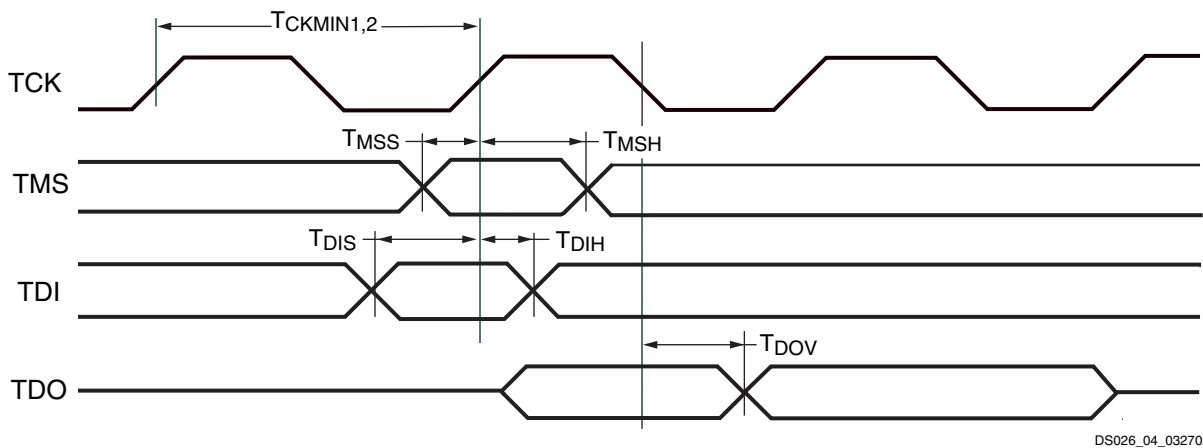 TCKMIN1,2
TCK
TMSS TMSH
TMS
TDIS TDIH
TDI
TDOV
TDO
DS026_04_03270